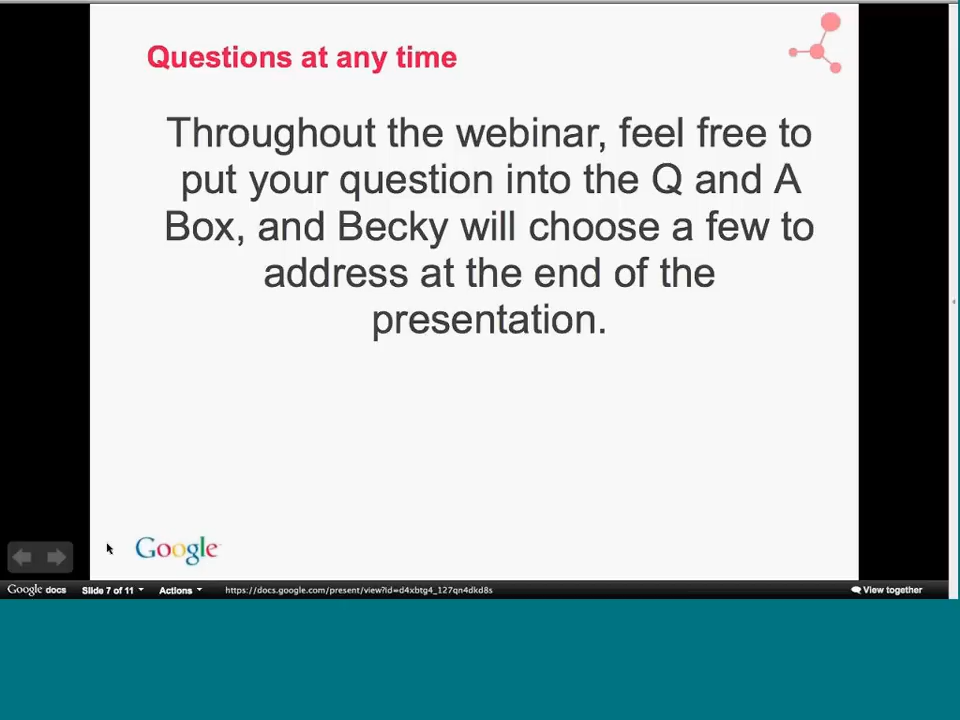 Questions at any time
Throughout the webinar, feel free to
put your question into the Q and A
Box, and Becky will choose a few to
address at the end of the
presentation.
Google
Google docs Slide 7 of 11 Actions https://docs.google.com/present/view?id=d4xbtg4_127qn4dkd8s View together